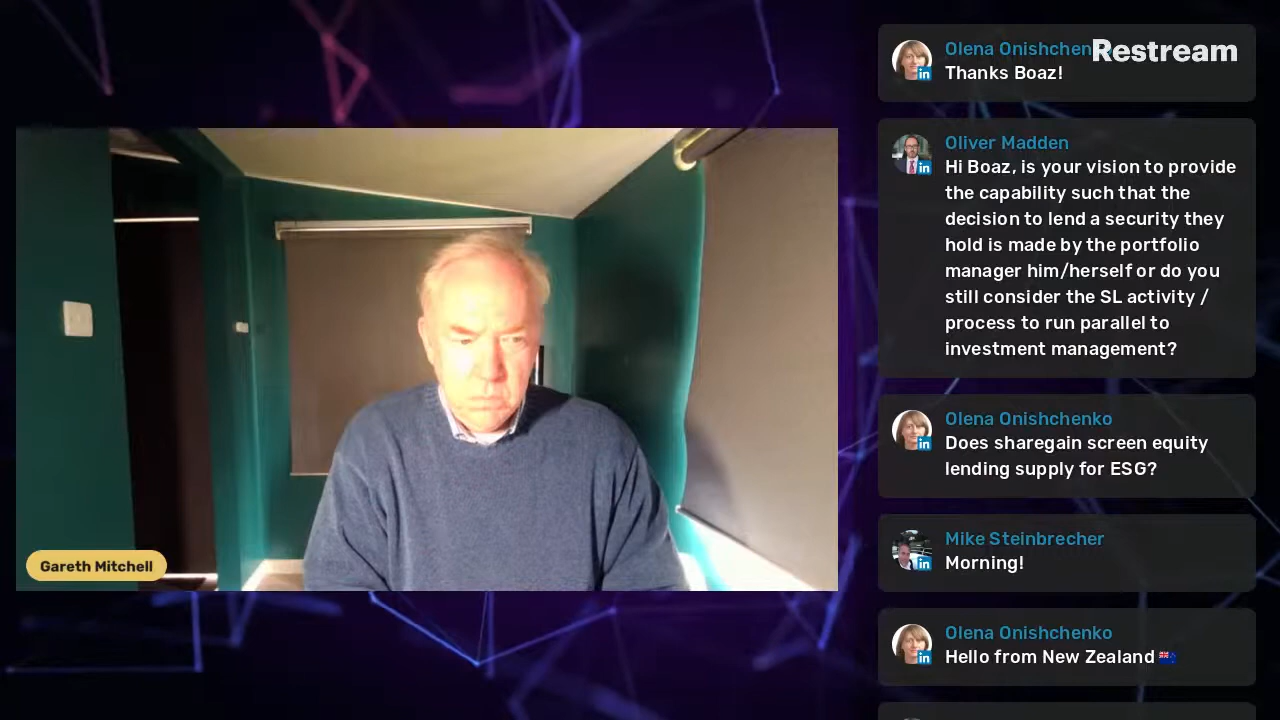 Olena Onishchenko
Restream
Thanks Boaz!
Oliver Madden
Hi Boaz, is your vision to provide
the capability such that the
decision to lend a security they
hold is made by the portfolio
manager him/herself or do you
still consider the SL activity /
process to run parallel to
investment management?
Olena Onishchenko
Does sharegain screen equity
lending supply for ESG?
Mike Steinbrecher
Morning!
Olena Onishchenko
Hello from New Zealand 🇳🇿
Gareth Mitchell